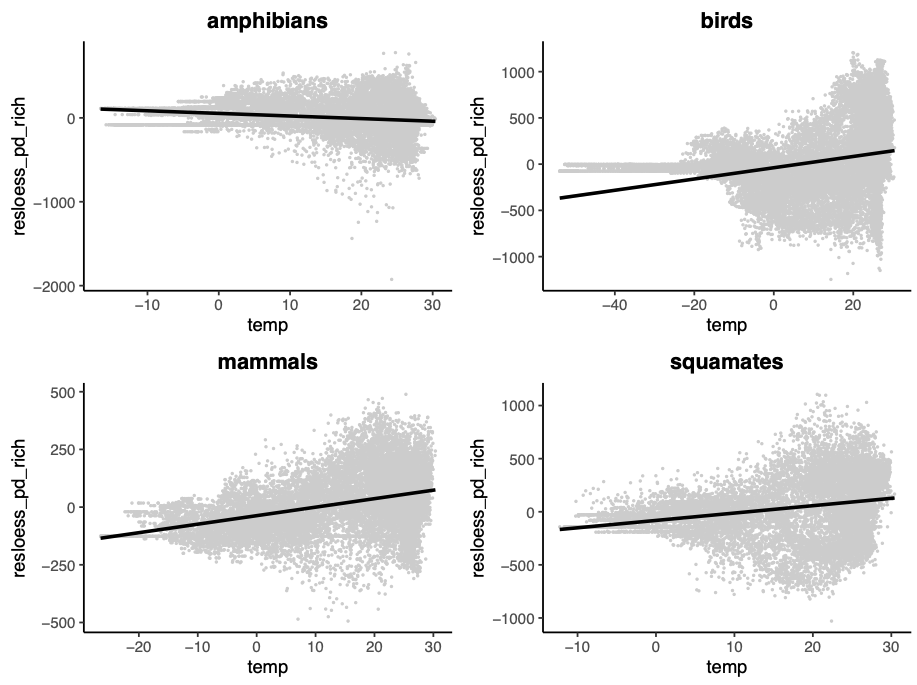 amphibians
resloess_pd_rich
0
−1000
−2000
−10 0 10 20 30
temp
birds
resloess_pd_rich
1000
500
0
−500
−1000
−40 −20 0 20
temp
mammals
resloess_pd_rich
500
250
0
−250
−500
−20 −10 0 10 20 30
temp
squamates
resloess_pd_rich
1000
500
0
−500
−1000
−10 0 10 20 30
temp